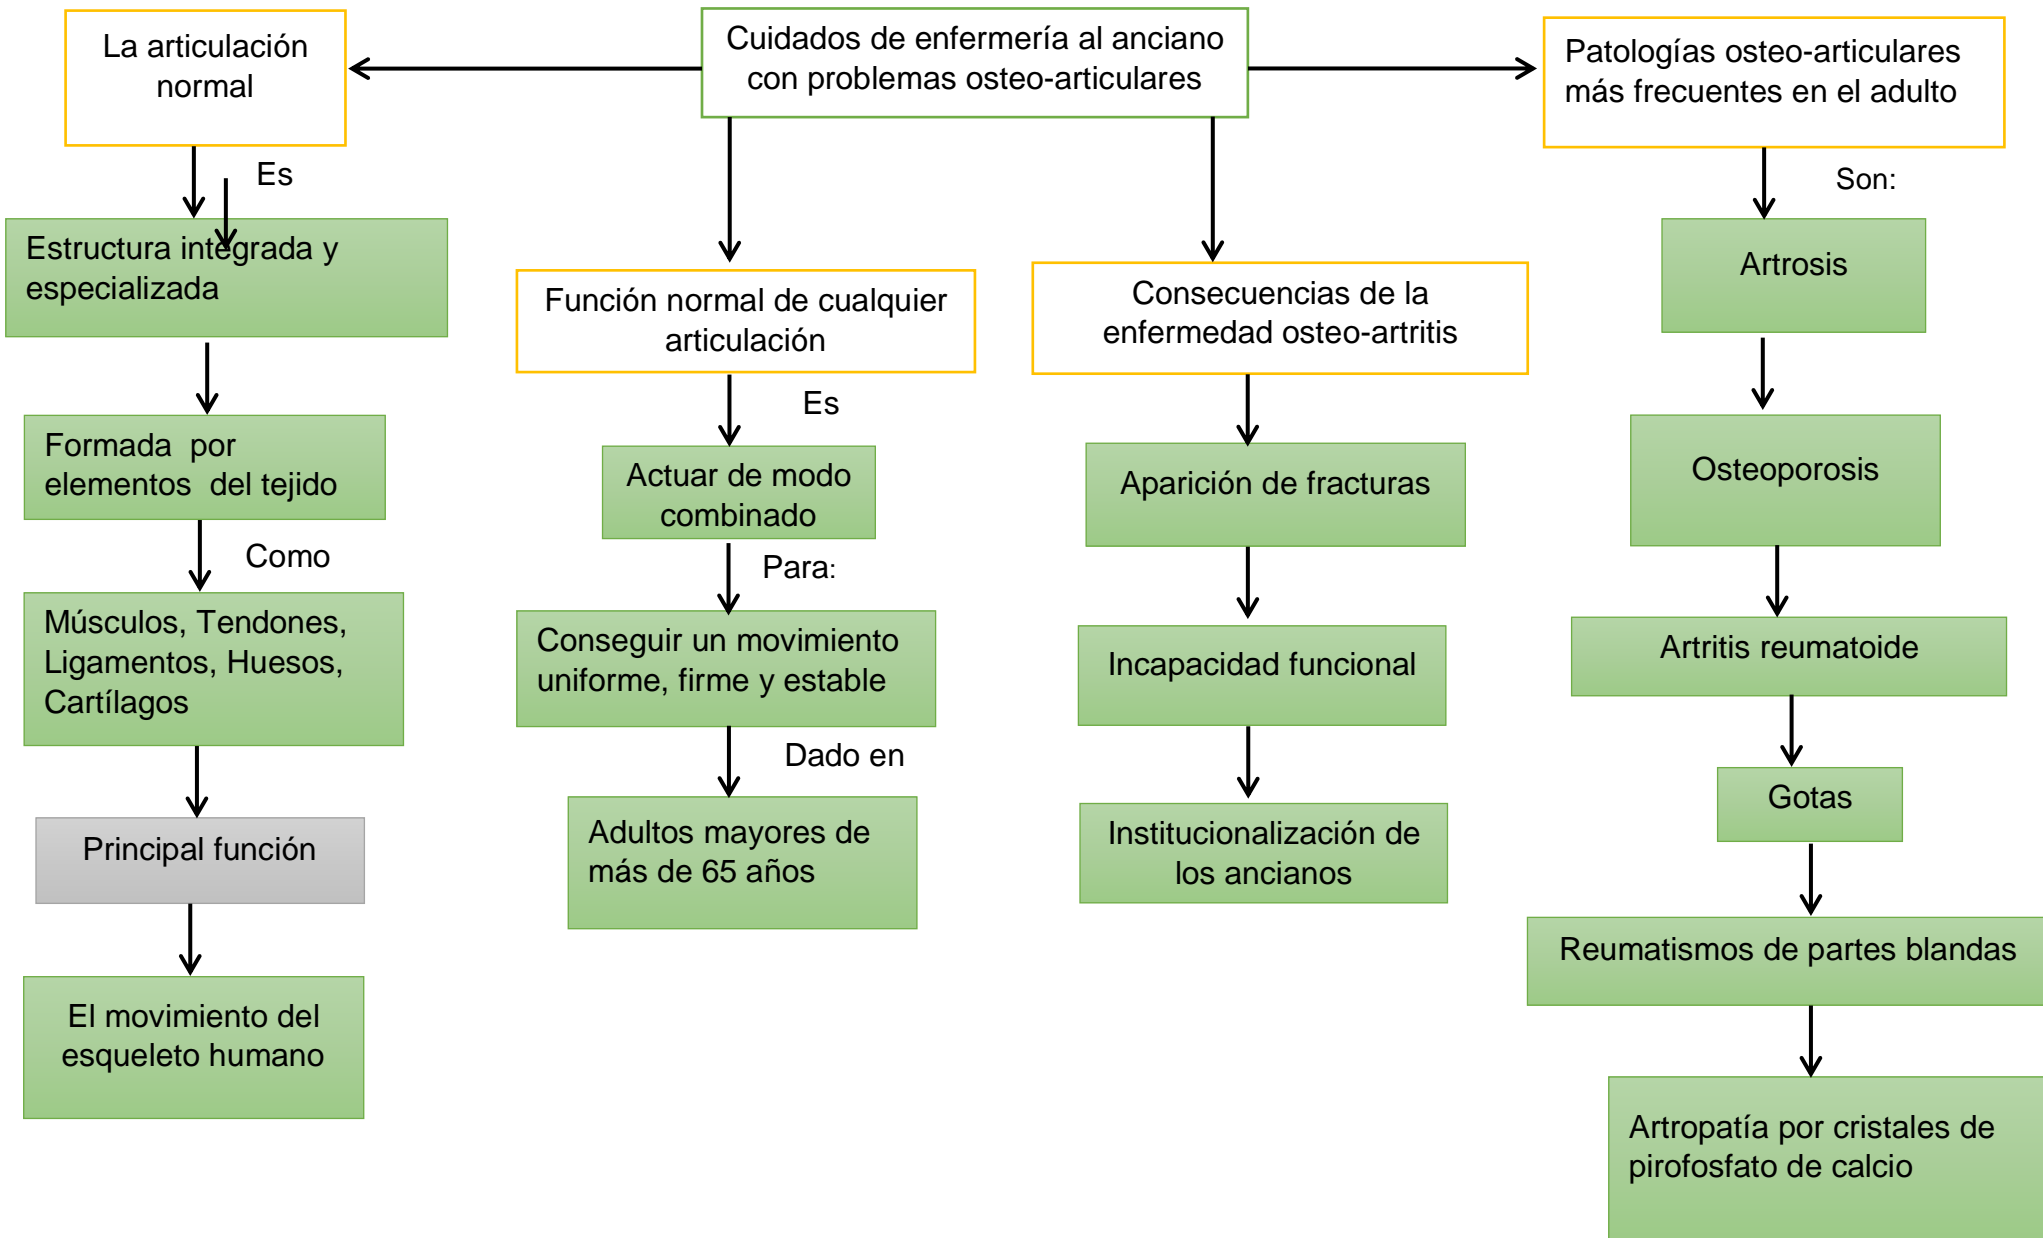 Cuidados de enfermería al anciano
con problemas osteo-articulares
La articulación
normal
Es
Estructura integrada y
especializada
Formada por
elementos del tejido
Como
Músculos, Tendones,
Ligamentos, Huesos,
Cartílagos
Principal función
El movimiento del
esqueleto humano
Función normal de cualquier
articulación
Es
Actuar de modo
combinado
Para:
Conseguir un movimiento
uniforme, firme y estable
Dado en
Adultos mayores de
más de 65 años
Consecuencias de la
enfermedad osteo-artritis
Aparición de fracturas
Incapacidad funcional
Institucionalización de
los ancianos
Patologías osteo-articulares
más frecuentes en el adulto
Son:
Artrosis
Osteoporosis
Artritis reumatoide
Gotas
Reumatismos de partes blandas
Artropatía por cristales de
pirofosfato de calcio